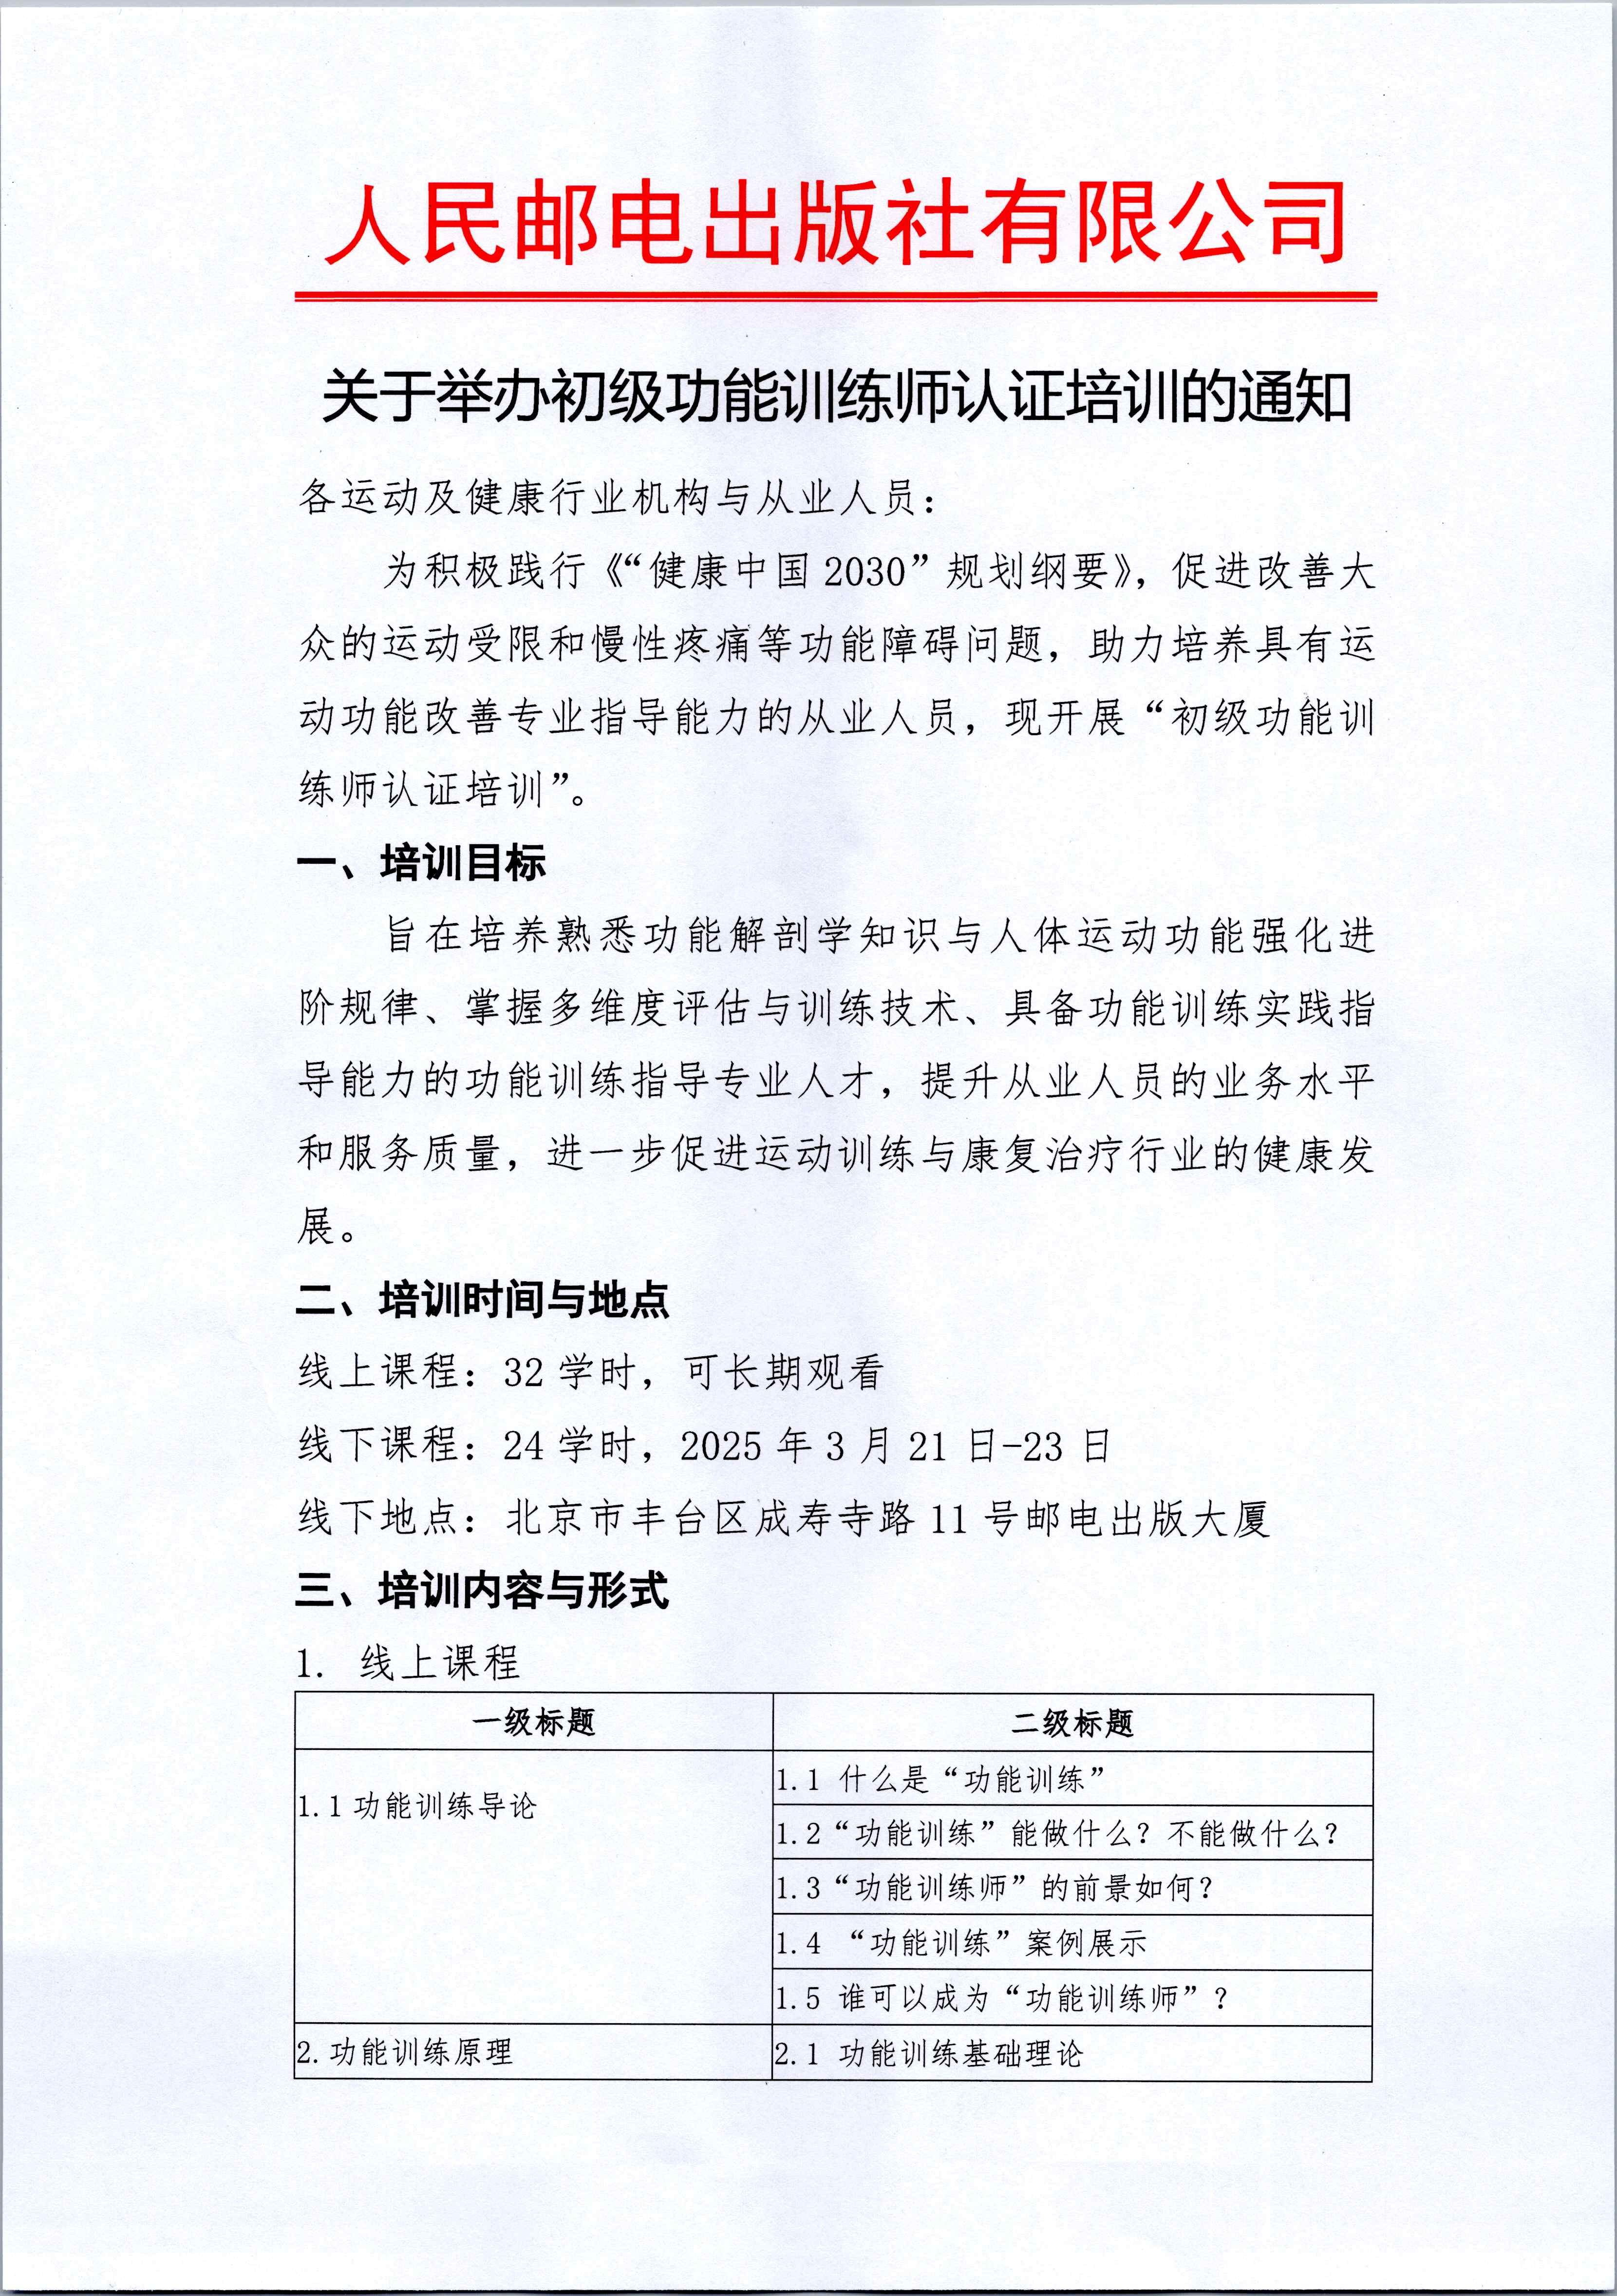 人民邮电出版社有限公司
关于举办初级功能训练师认证培训的通知
各运动及健康行业机构与从业人员：
为积极践行《“健康中国 2030”规划纲要》，促进改善大
众的运动受限和慢性疼痛等功能障碍问题，助力培养具有运
动功能改善专业指导能力的从业人员，现开展“初级功能训
练师认证培训”。
一、培训目标
旨在培养熟悉功能解剖学知识与人体运动功能强化进
阶规律、掌握多维度评估与训练技术、具备功能训练实践指
导能力的功能训练指导专业人才，提升从业人员的业务水平
和服务质量，进一步促进运动训练与康复治疗行业的健康发
展。
二、培训时间与地点
线上课程：32 学时，可长期观看
线下课程：24 学时，2025 年 3 月 21 日-23 日
线下地点：北京市丰台区成寿寺路 11 号邮电出版大厦
三、培训内容与形式
1. 线上课程
一级标题 二级标题
1.1 功能训练导论
1.1 什么是“功能训练”
1.2“功能训练”能做什么？不能做什么？
1.3“功能训练师”的前景如何？
1.4 “功能训练”案例展示
1.5 谁可以成为“功能训练师”？
2.功能训练原理 2.1 功能训练基础理论